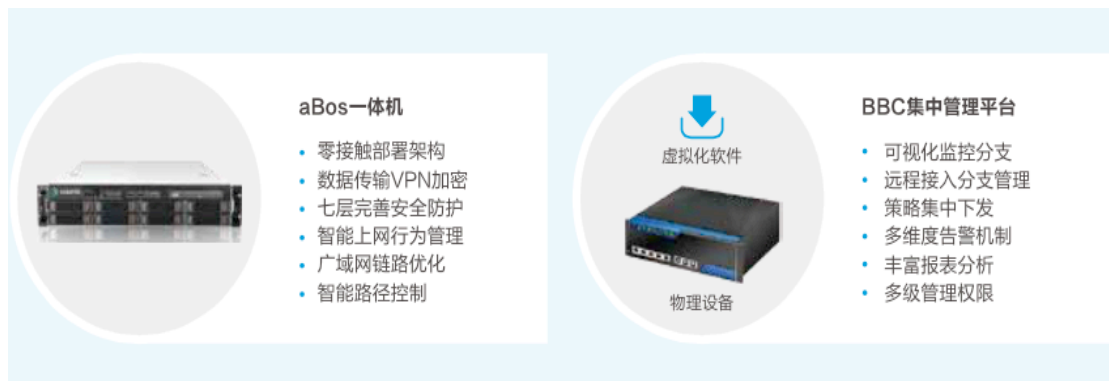 aBos一体机
• 零接触部署架构
• 数据传输VPN加密
• 七层完善安全防护
• 智能上网行为管理
• 广域网链路优化
• 智能路径控制
虚拟化软件
物理设备
BBC集中管理平台
• 可视化监控分支
• 远程接入分支管理
• 策略集中下发
• 多维度告警机制
• 丰富报表分析
• 多级管理权限